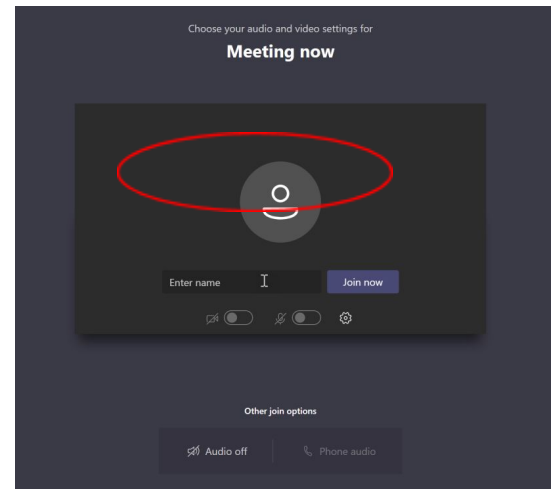 Choose your audio and video settings for
Meeting now
Enter name
Join now
Other join options
Audio off
Phone audio